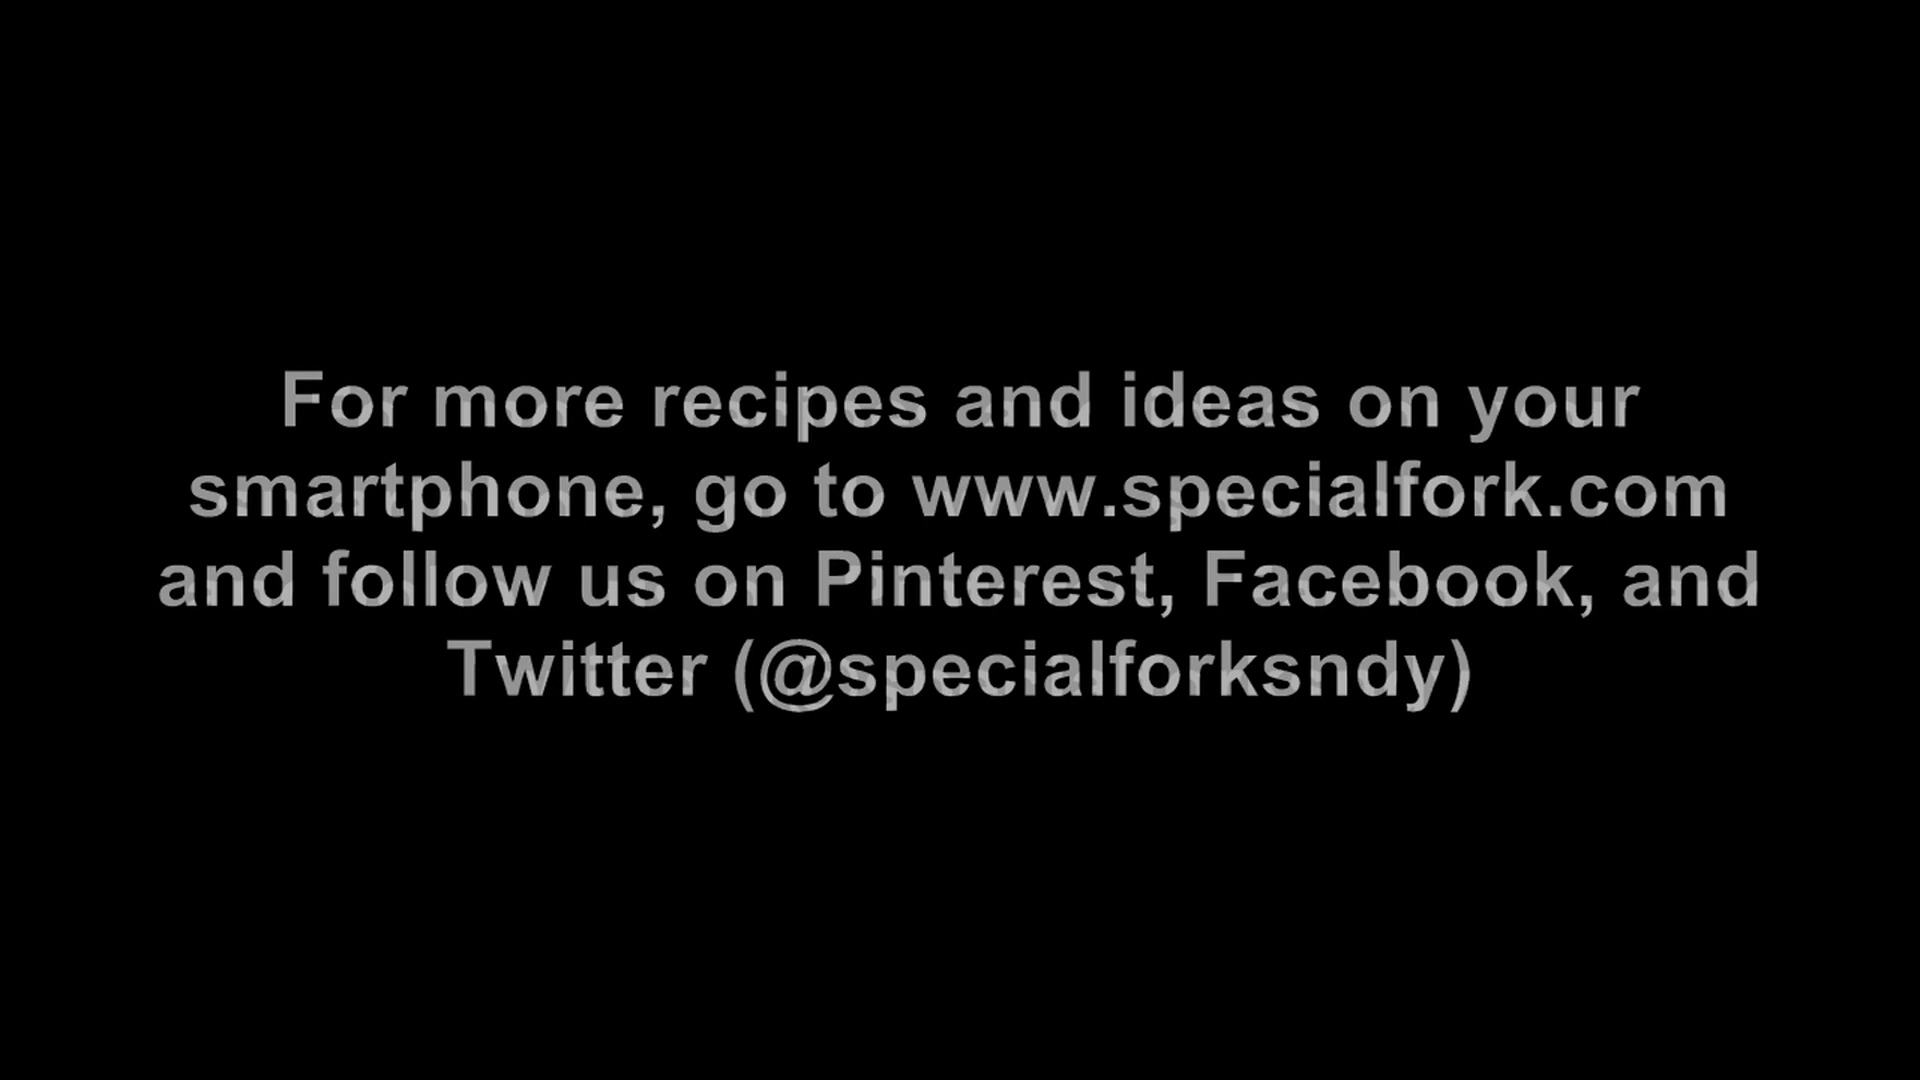 For more recipes and ideas on your
smartphone, go to www.specialfork.com
and follow us on Pinterest, Facebook, and
Twitter (@specialforksndy)